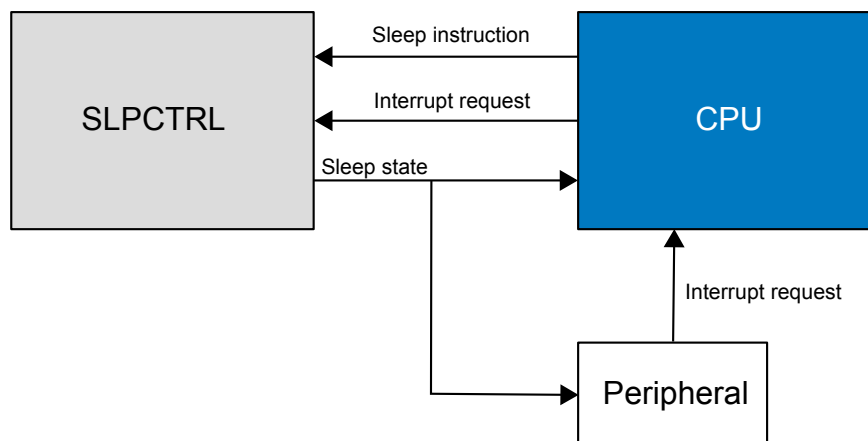 Sleep instruction
SLPCTRL
Interrupt request
CPU
Sleep state
Interrupt request
Peripheral